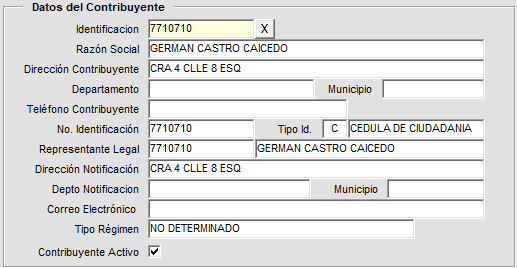 Datos del Contribuyente
Identificacion 7710710 X
Razón Social GERMAN CASTRO CAICEDO
Dirección Contribuyente CRA 4 CLLE 8 ESQ
Departamento Municipio
Teléfono Contribuyente
No. Identificación 7710710 Tipo Id. C CEDULA DE CIUDADANIA
Representante Legal 7710710 GERMAN CASTRO CAICEDO
Dirección Notificación CRA 4 CLLE 8 ESQ
Depto Notificacion Municipio
Correo Electrónico
Tipo Régimen NO DETERMINADO
Contribuyente Activo